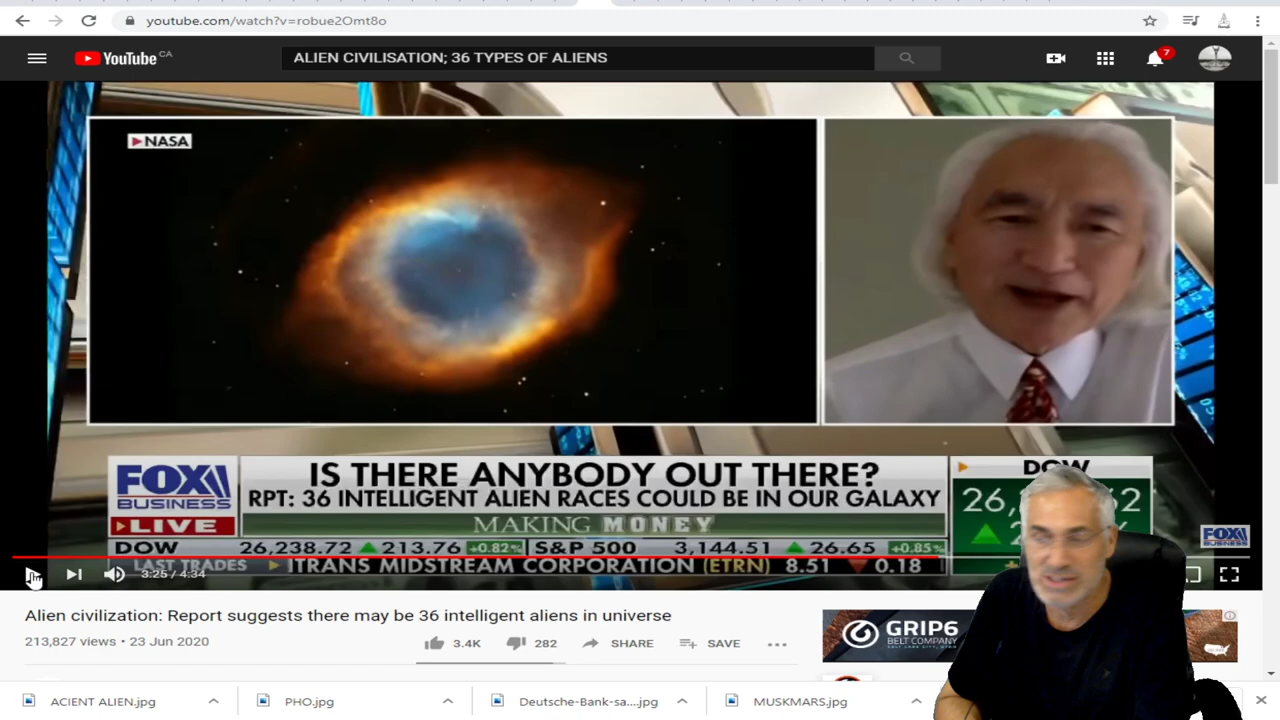 youtube.com/watch?v=robue2Omt8o
YouTube CA
ALIEN CIVILISATION; 36 TYPES OF ALIENS
7
NASA
FOX BUSINESS
LIVE
IS THERE ANYBODY OUT THERE?
RPT: 36 INTELLIGENT ALIEN RACES COULD BE IN OUR GALAXY
MAKING MONEY
DOW
26,
62
FOX
BUSINESS
DOW 26,238.72 213.76 +0.82% S&P 500 3,144.51 26.65 +0.85%
LAST TRADES ITRANS MIDSTREAM CORPORATION (ETRN) 8.51 0.18
3:25 / 4:34
Alien civilization: Report suggests there may be 36 intelligent aliens in universe
213,827 views • 23 Jun 2020
3.4K 282 SHARE SAVE
GRIP6
BELT COMPANY
ACIENT ALIEN.jpg
PHO.jpg
Deutsche-Bank-sa....jpg
MUSKMARS.jpg